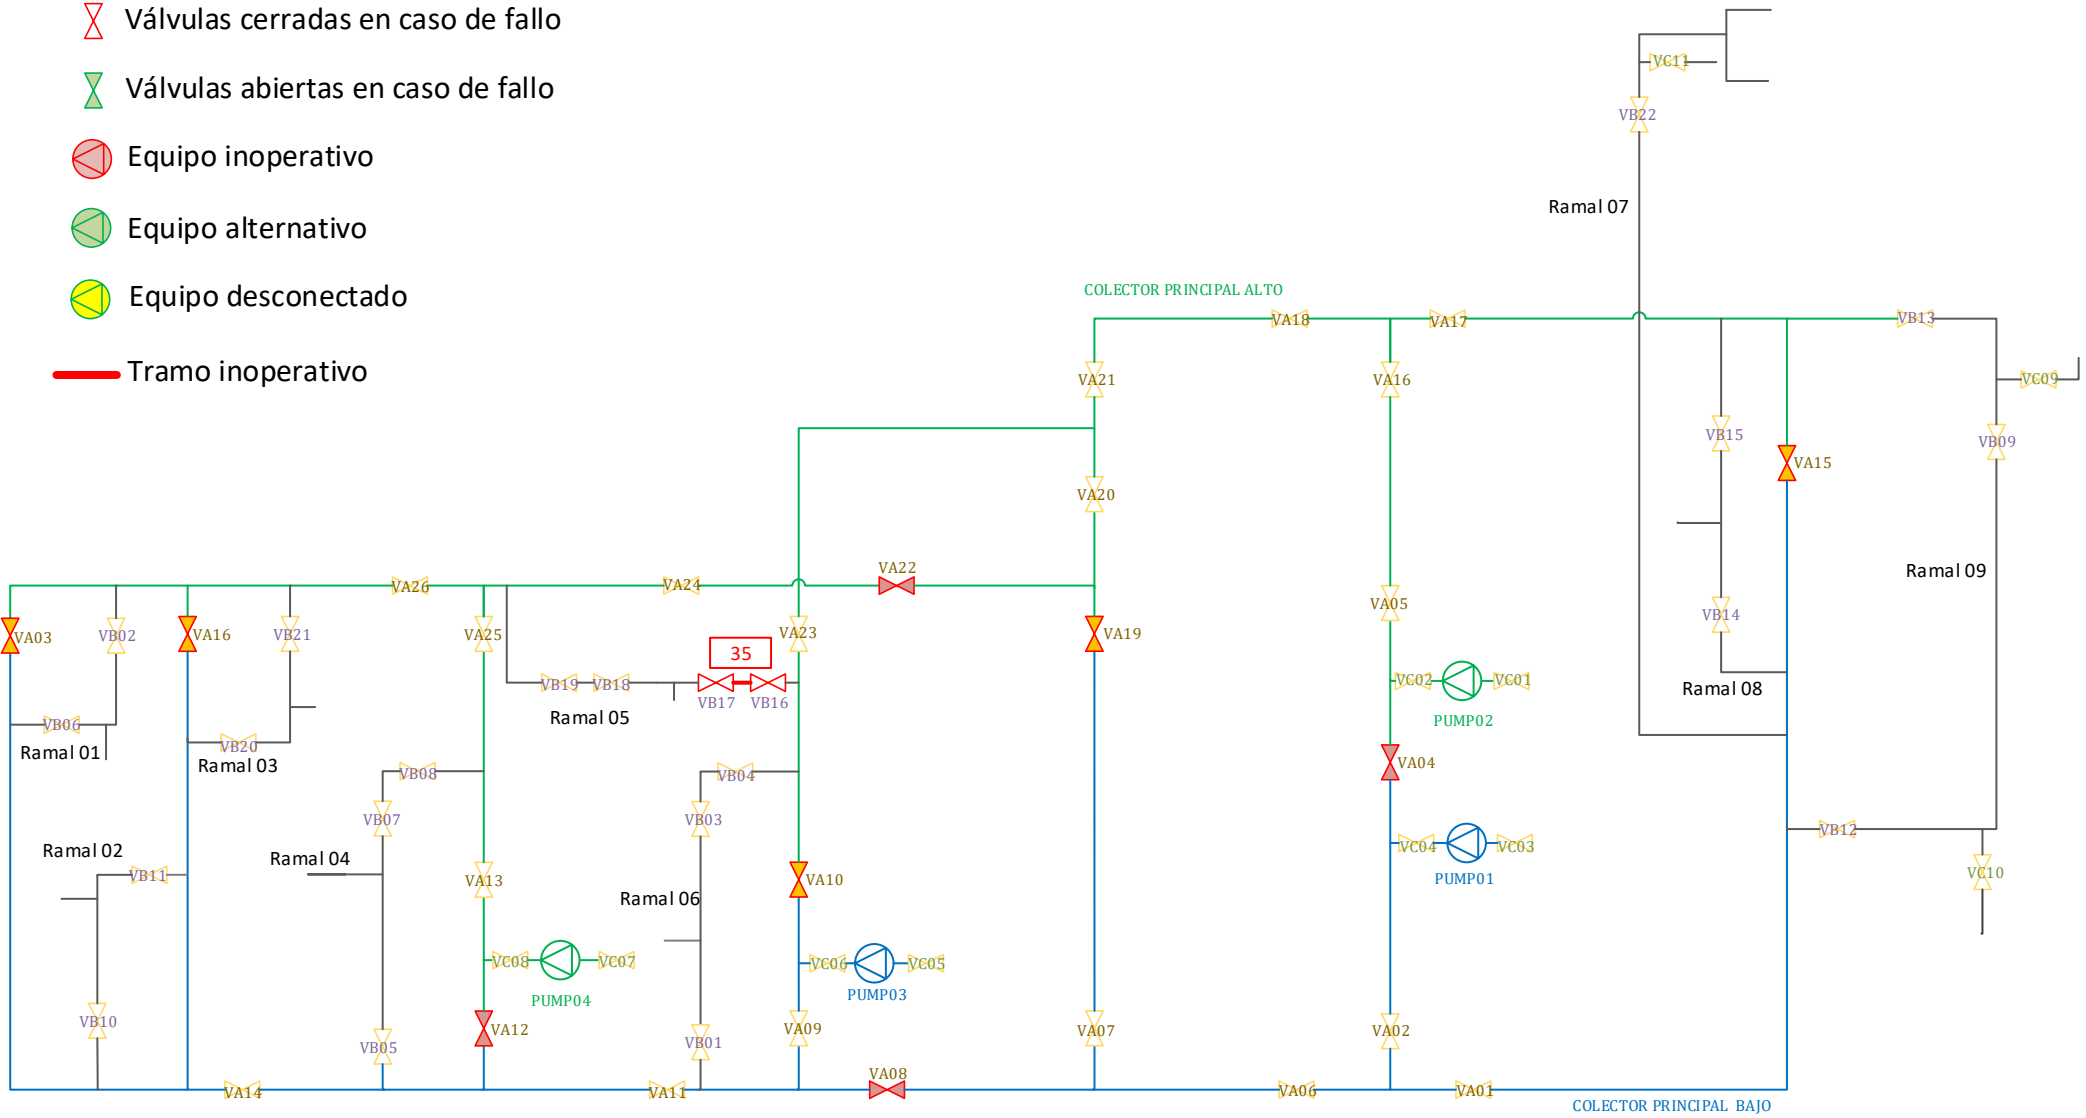 Válvulas cerradas en caso de fallo
Válvulas abiertas en caso de fallo
Equipo inoperativo
Equipo alternativo
Equipo desconectado
Tramo inoperativo
VC11
VB22
Ramal 07
COLECTOR PRINCIPAL ALTO
VA18
VA17
VB13
VA21
VA16
VC09
VB15
VB09
VA15
VA20
VA22
VA26
VA24
Ramal 09
VA05
VB14
VA03
VB02
VA16
VB21
VA25
VA23
VA19
35
VB19
VB18
VB17
VB16
VC02
VC01
Ramal 08
PUMP02
Ramal 05
VB06
Ramal 01
VB20
Ramal 03
VB08
VB04
VA04
VB07
VB03
VB12
VC04
VC03
Ramal 02
Ramal 04
VB11
VA13
VA10
PUMP01
VC10
Ramal 06
VC08
VC07
VC06
VC05
PUMP04
PUMP03
VB10
VA12
VA09
VA07
VA02
VB05
VB01
VA08
VA14
VA11
VA06
VA01
COLECTOR PRINCIPAL BAJO